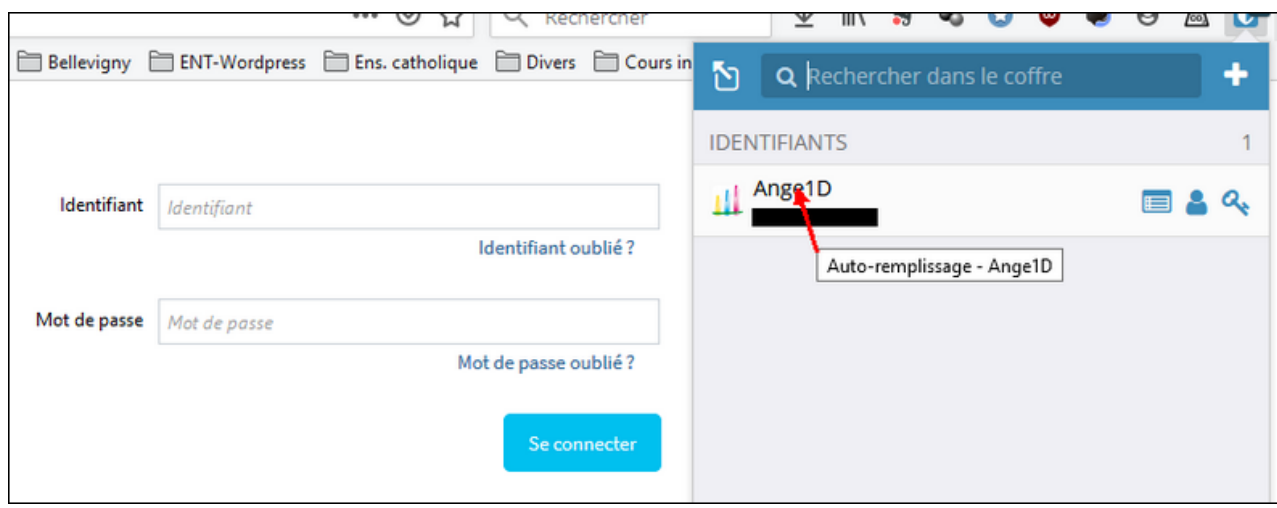 Rechercher
Bellevigny ENT-Wordpress Ens. catholique Divers Cours in
Rechercher dans le coffre
IDENTIFIANTS 1
Ange1D
Auto-remplissage - Ange1D
Identifiant Identifiant
Identifiant oublié ?
Mot de passe Mot de passe
Mot de passe oublié ?
Se connecter